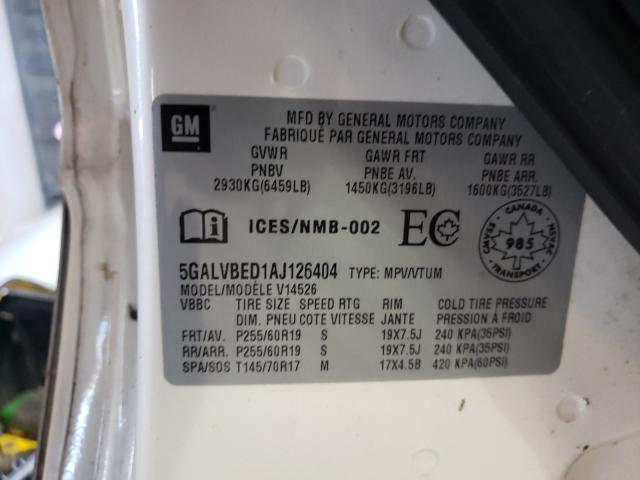 GM
MFD BY GENERAL MOTORS COMPANY
FABRIQUÉ PAR GENERAL MOTORS COMPANY
GVWR GAWR FRT GAWR RR
PNBV PNBE AV. PNBE ARR.
2930KG(6459LB) 1450KG(3196LB) 1600KG(3527LB)
ICES/NMB-002 EC
CANADA
CMVSS NSVAC
985
TRANSPORT
5GALVBED1AJ126404 TYPE: MPV/VTUM
MODEL/MODÈLE V14526
VBBC TIRE SIZE SPEED RTG RIM COLD TIRE PRESSURE
DIM. PNEU COTE VITESSE JANTE PRESSION À FROID
FRT/AV. P255/60R19 S 19X7.5J 240 KPA(35PSI)
RR/ARR. P255/60R19 S 19X7.5J 240 KPA(35PSI)
SPA/SOS T145/70R17 M 17X4.5B 420 KPA(60PSI)